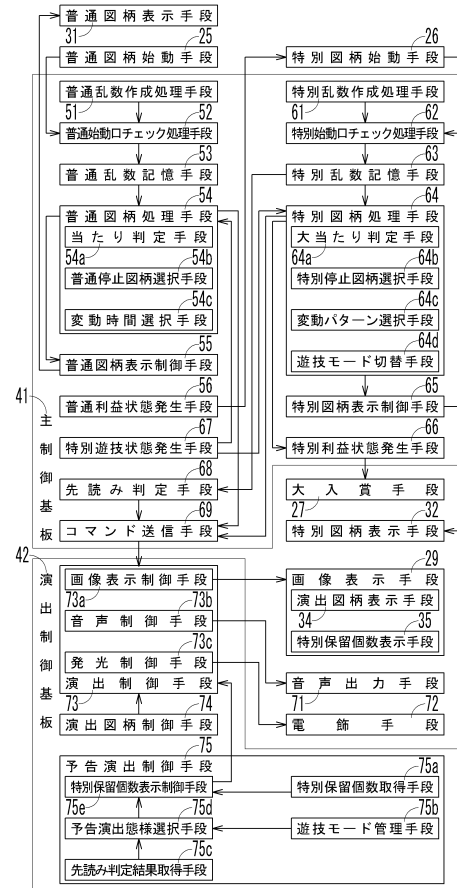 普通図柄表示手段
31
25
普通図柄始動手段
26
特別図柄始動手段
普通乱数作成処理手段
51
52
普通始動口チェック処理手段
53
普通乱数記憶手段
54
普通図柄処理手段
当たり判定手段
54a
54b
普通停止図柄選択手段
54c
変動時間選択手段
55
普通図柄表示制御手段
56
普通利益状態発生手段
67
特別遊技状態発生手段
68
先読み判定手段
69
コマンド送信手段
特別乱数作成処理手段
61
62
特別始動口チェック処理手段
63
特別乱数記憶手段
64
特別図柄処理手段
大当たり判定手段
64a
64b
特別停止図柄選択手段
64c
変動パターン選択手段
64d
遊技モード切替手段
65
特別図柄表示制御手段
66
特別利益状態発生手段
大入賞手段
27
32
特別図柄表示手段
41
主制御基板
42
演出制御基板
画像表示制御手段
73a
73b
音声制御手段
73c
発光制御手段
演出制御手段
73
74
演出図柄制御手段
29
画像表示手段
演出図柄表示手段
34
35
特別保留個数表示手段
音声出力手段
71
72
電飾手段
75
予告演出制御手段
特別保留個数表示制御手段
75e
75d
予告演出態様選択手段
75c
先読み判定結果取得手段
75a
特別保留個数取得手段
75b
遊技モード管理手段